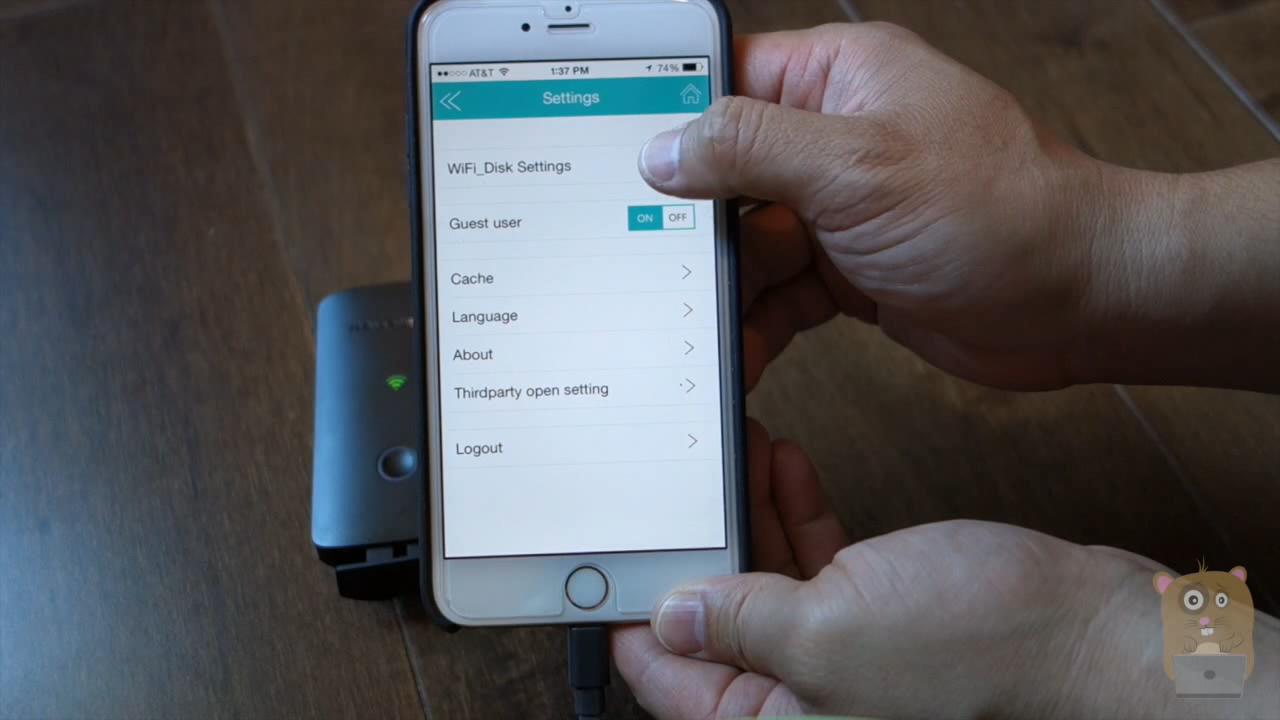 AT&T 1:37 PM 74%
Settings
WiFi_Disk Settings
Guest user ON OFF
Cache
Language
About
Thirdparty open setting
Logout